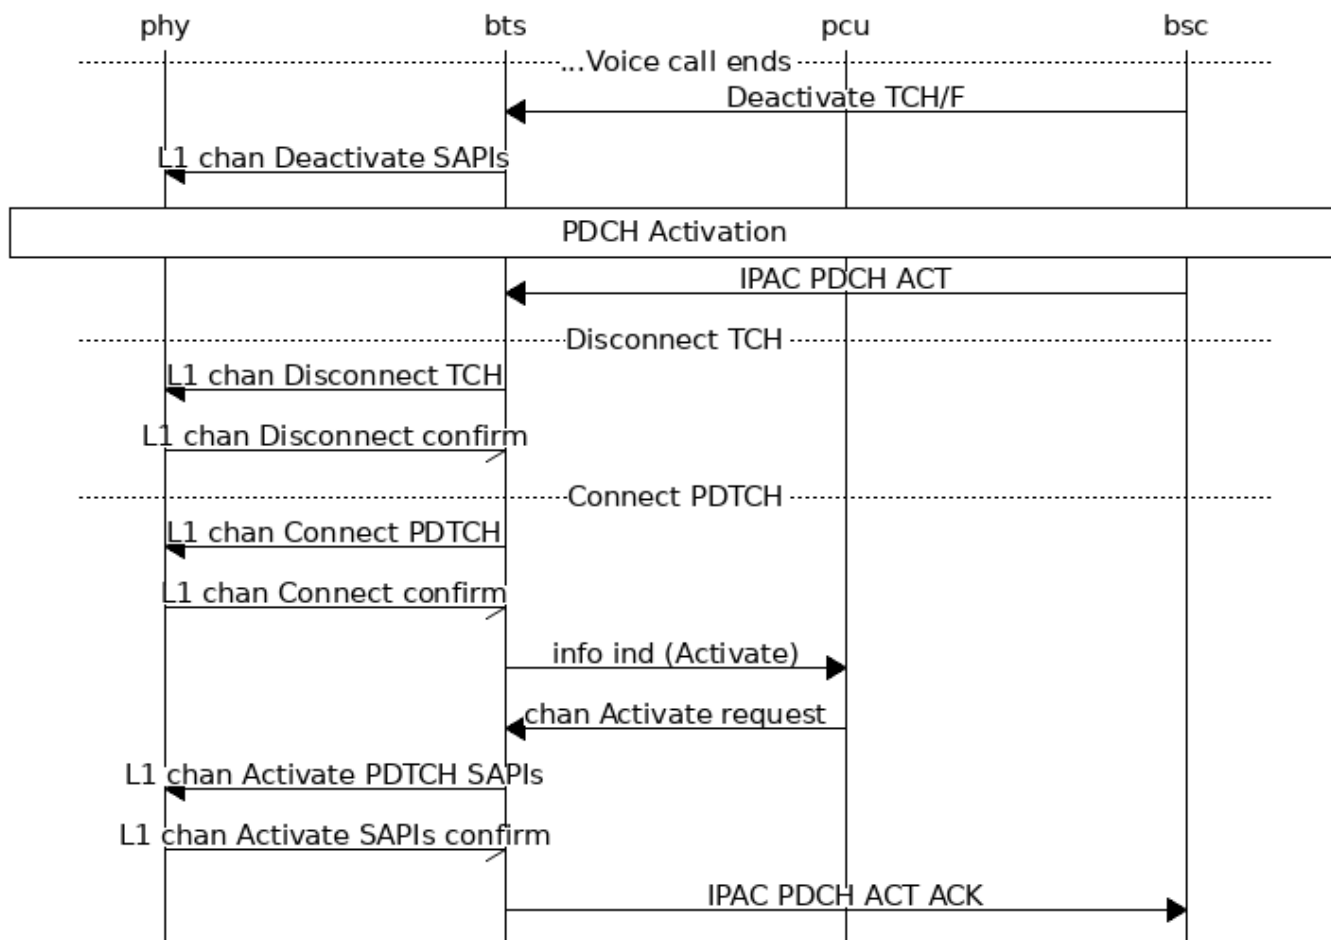 phy bts pcu bsc
...Voice call ends
Deactivate TCH/F
L1 chan Deactivate SAPIs
PDCH Activation
IPAC PDCH ACT
Disconnect TCH
L1 chan Disconnect TCH
L1 chan Disconnect confirm
Connect PDTCH
L1 chan Connect PDTCH
L1 chan Connect confirm
info ind (Activate)
chan Activate request
L1 chan Activate PDTCH SAPIs
L1 chan Activate SAPIs confirm
IPAC PDCH ACT ACK